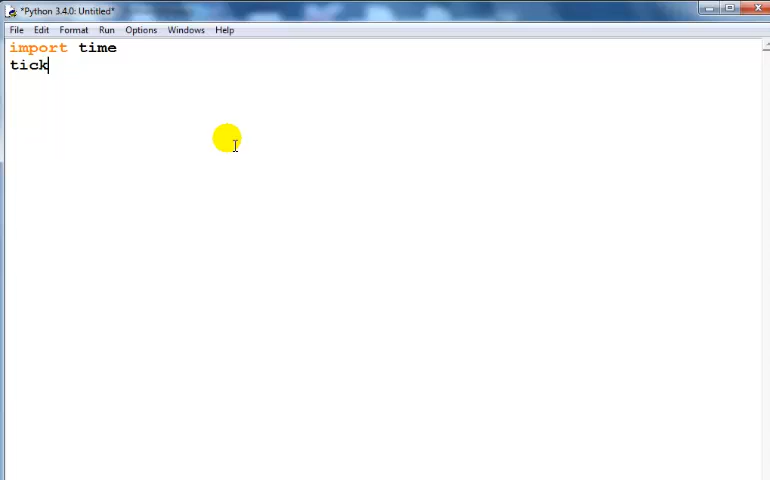 *Python 3.4.0: Untitled*
File Edit Format Run Options Windows Help
import time
tick